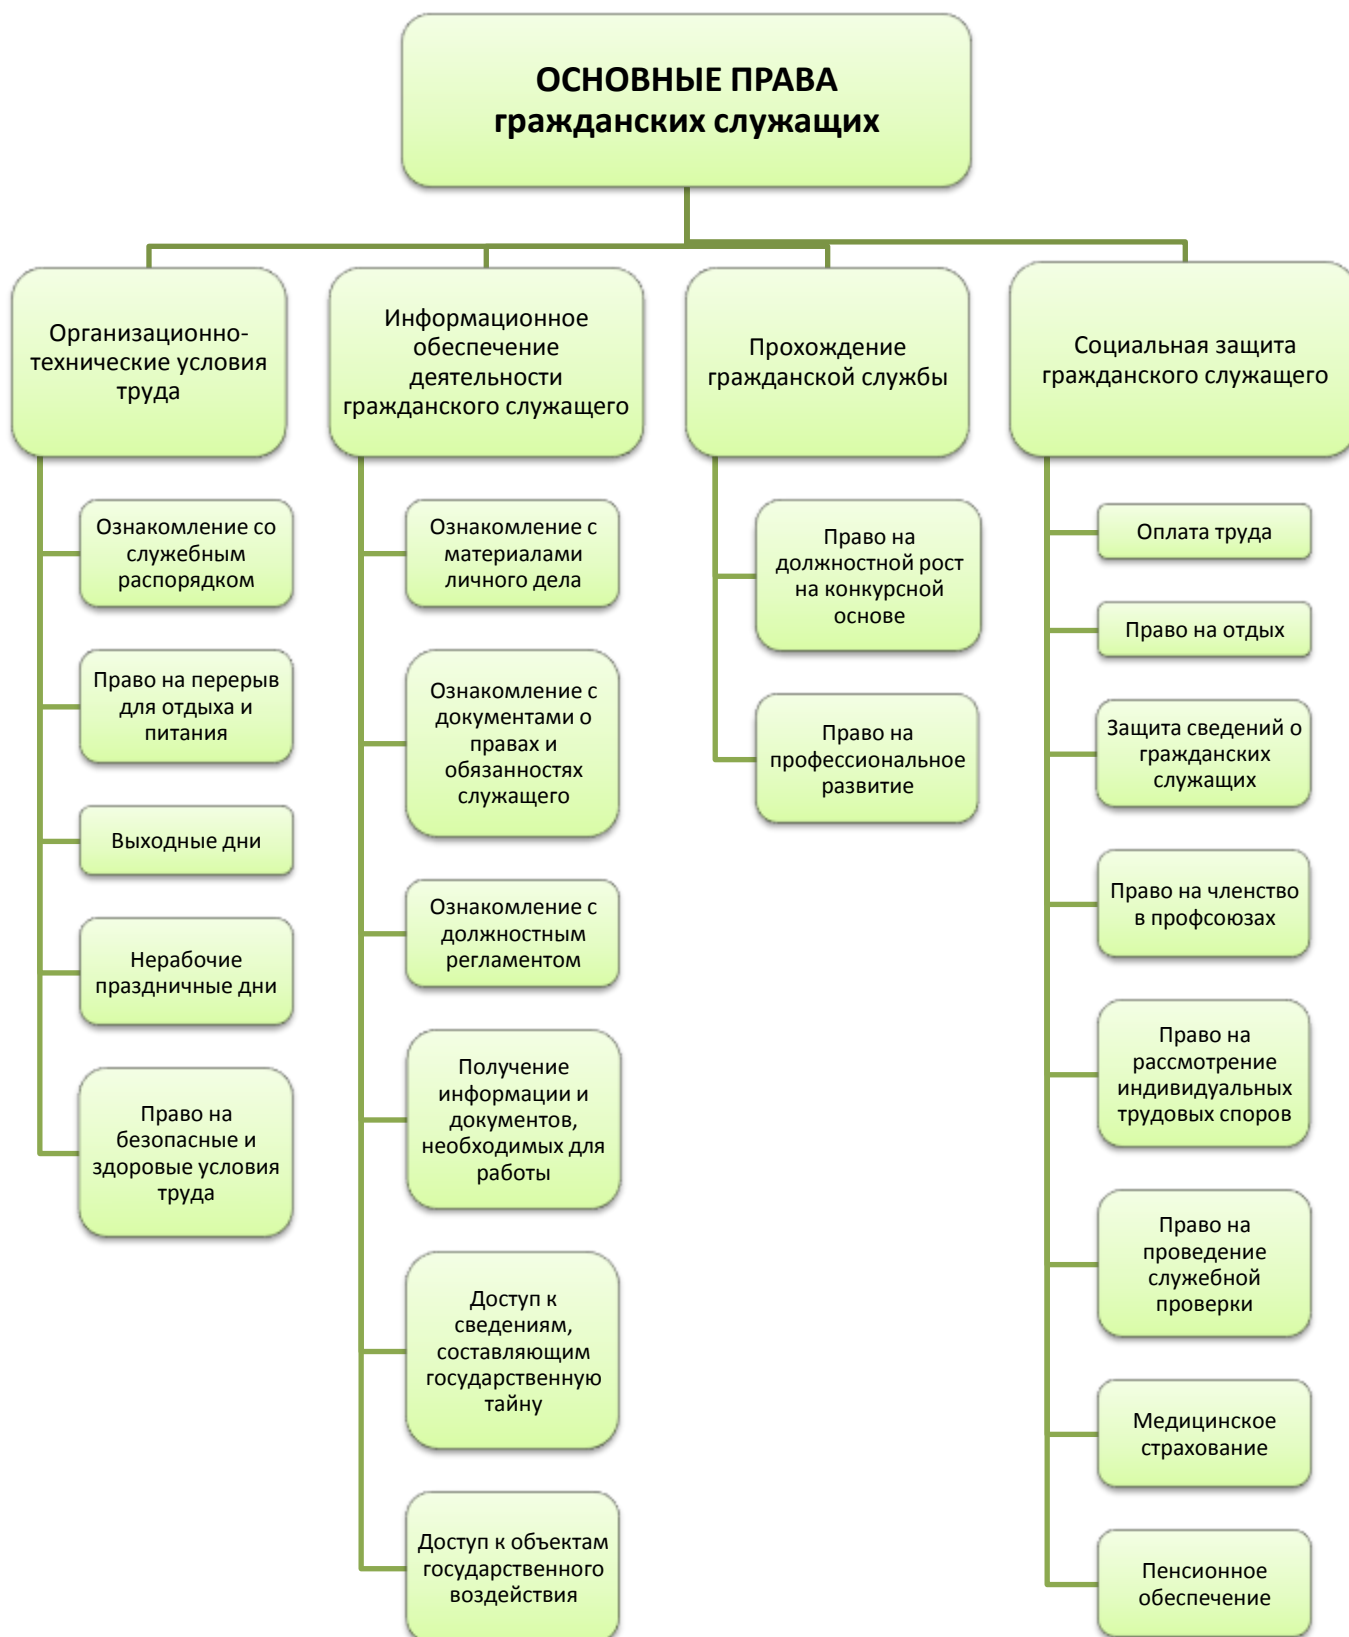 ОСНОВНЫЕ ПРАВА
гражданских служащих
Организационно-
технические условия
труда
Ознакомление со
служебным
распорядком
Право на перерыв
для отдыха и
питания
Выходные дни
Нерабочие
праздничные дни
Право на
безопасные и
здоровые условия
труда
Информационное
обеспечение
деятельности
гражданского служащего
Ознакомление с
материалами
личного дела
Ознакомление с
документами о
правах и
обязанностях
служащего
Ознакомление с
должностным
регламентом
Получение
информации и
документов,
необходимых для
работы
Доступ к
сведениям,
составляющим
государственную
тайну
Доступ к объектам
государственного
воздействия
Прохождение
гражданской службы
Право на
должностной рост
на конкурсной
основе
Право на
профессиональное
развитие
Социальная защита
гражданского служащего
Оплата труда
Право на отдых
Защита сведений о
гражданских
служащих
Право на членство
в профсоюзах
Право на
рассмотрение
индивидуальных
трудовых споров
Право на
проведение
служебной
проверки
Медицинское
страхование
Пенсионное
обеспечение